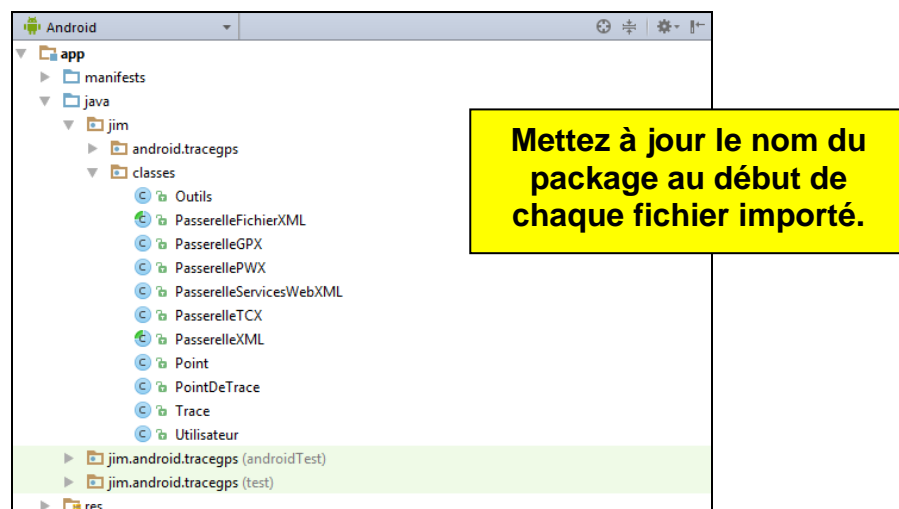 Android
app
manifests
java
jim
android.tracegps
classes
Outils
PasserelleFichierXML
PasserelleGPX
PasserellePWX
PasserelleServicesWebXML
PasserelleTCX
PasserelleXML
Point
PointDeTrace
Trace
Utilisateur
jim.android.tracegps (androidTest)
jim.android.tracegps (test)
res
Mettez à jour le nom du
package au début de
chaque fichier importé.